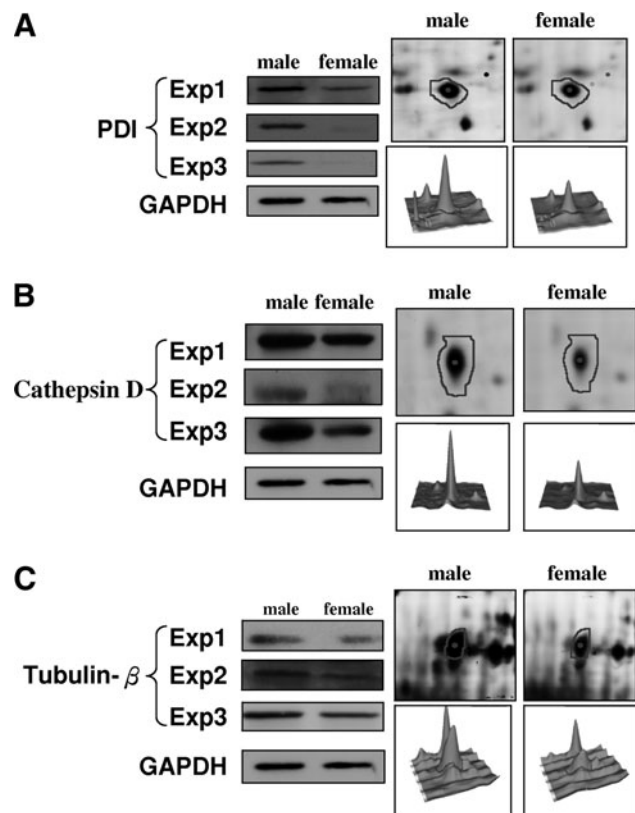 A
male female
male female
Exp1
PDI Exp2
Exp3
GAPDH
B
male female
male female
Exp1
Cathepsin D Exp2
Exp3
GAPDH
C
male female
male female
Exp1
Tubulin- β Exp2
Exp3
GAPDH